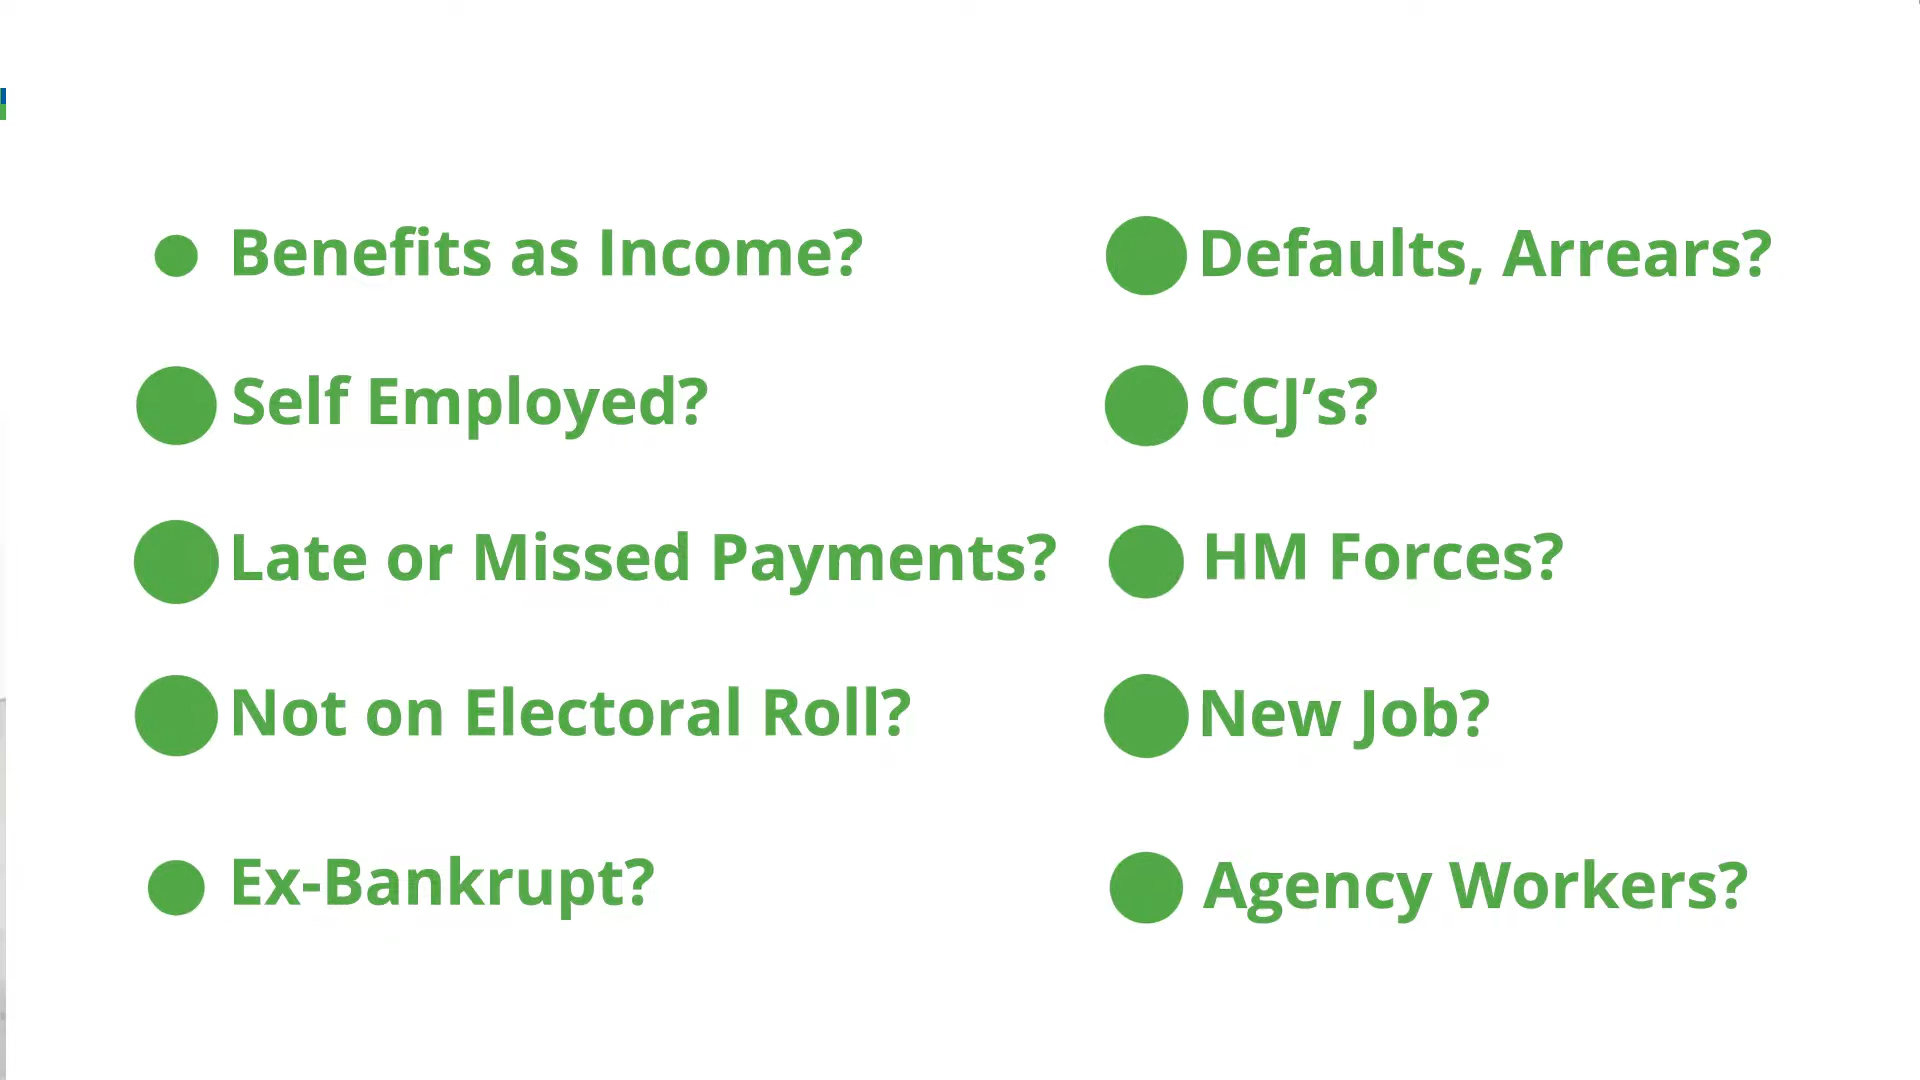 Benefits as Income?
Self Employed?
Late or Missed Payments?
Not on Electoral Roll?
Ex-Bankrupt?
Defaults, Arrears?
CCJ’s?
HM Forces?
New Job?
Agency Workers?